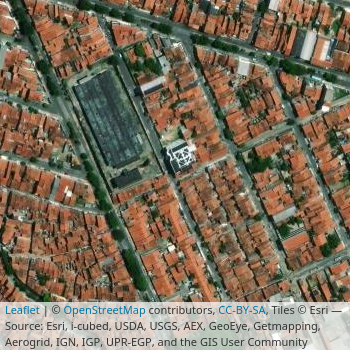 Leaflet | © OpenStreetMap contributors, CC-BY-SA, Tiles © Esri —
Source: Esri, i-cubed, USDA, USGS, AEX, GeoEye, Getmapping,
Aerogrid, IGN, IGP, UPR-EGP, and the GIS User Community